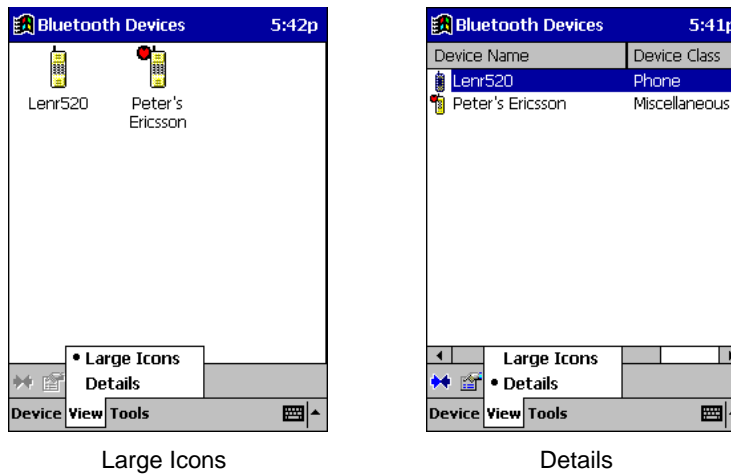 Bluetooth Devices 5:42p
Lenr520
Peter's
Ericsson
• Large Icons
Details
Device View Tools
Large Icons
Bluetooth Devices 5:41p
Device Name Device Class
Lenr520 Phone
Peter's Ericsson Miscellaneous
Large Icons
• Details
Device View Tools
Details